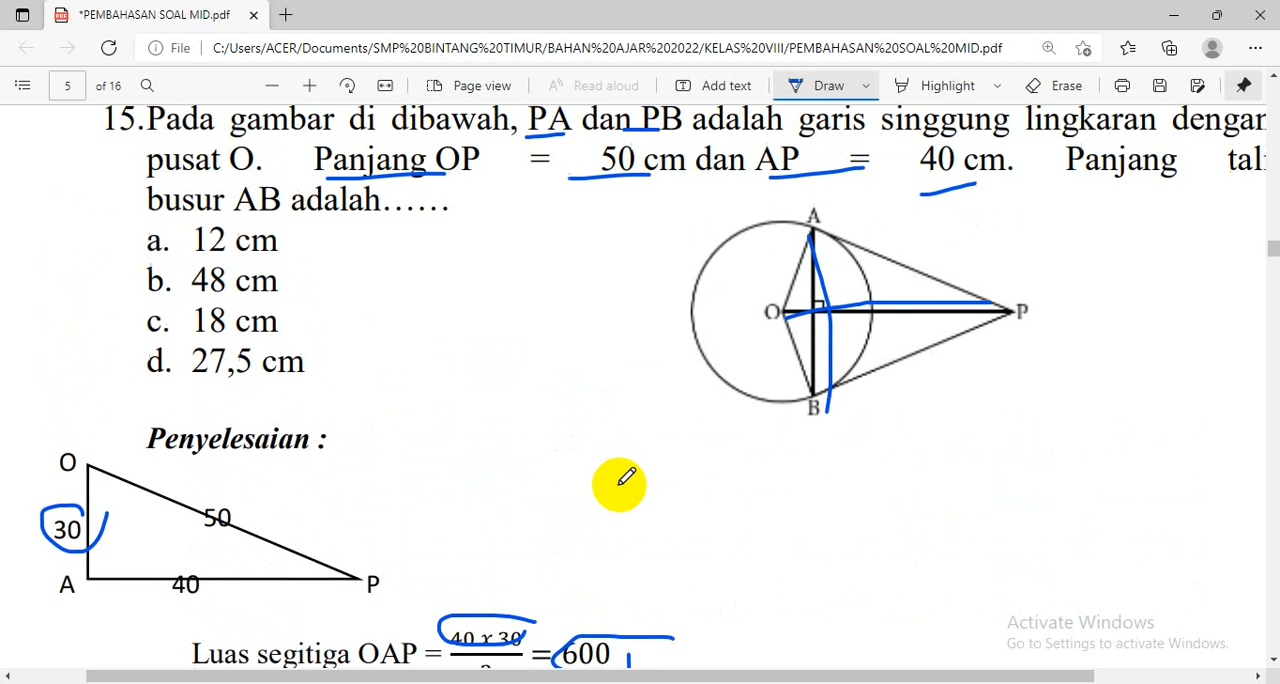 *PEMBAHASAN SOAL MID.pdf
File
C:/Users/ACER/Documents/SMP%20BINTANG%20TIMUR/BAHAN%20AJAR%202022/KELAS%20VIII/PEMBAHASAN%20SOAL%20MID.pdf
5 of 16
Page view
Read aloud
Add text
Draw
Highlight
Erase
15.Pada gambar di dibawah, PA dan PB adalah garis singgung lingkaran dengan
pusat O. Panjang OP = 50 cm dan AP = 40 cm. Panjang tal
busur AB adalah……
a. 12 cm
b. 48 cm
c. 18 cm
d. 27,5 cm
A
O
P
B
Penyelesaian :
O
30
50
A
40
P
Luas segitiga OAP = 40 x 30 = 600
Activate Windows
Go to Settings to activate Windows.